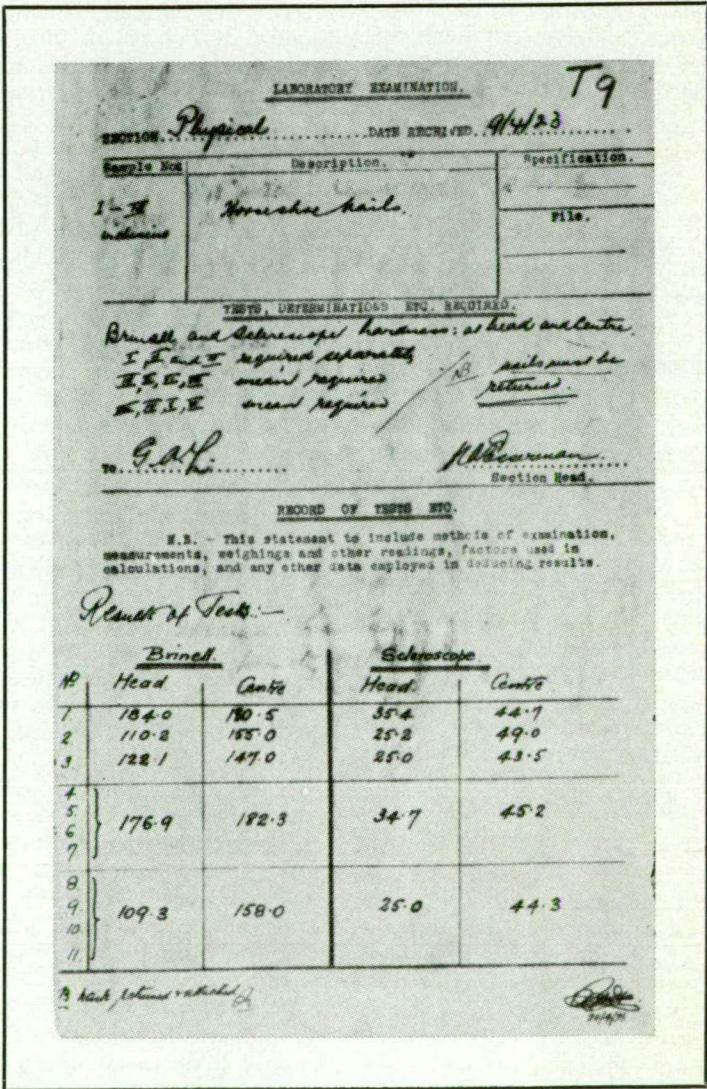 LABORATORY EXAMINATION. T9
SECTION. Physical DATE RECEIVED. 9/4/23
Sample Nos Description. Specification.
I - Horseshoe nails.
inclusive File.
TESTS, DETERMINATIONS ETC. REQUIRED.
Brinell and Scleroscope hardness: at head and Centre.
I, II and required separately
mean required NB nails must be
mean required returned.
To
Section Head.
RECORD OF TESTS ETC.
N.B. - This statement to include methods of examination,
measurements, weighings and other readings, factors used in
calculations, and any other data employed in deducing results.
Result of Tests:-
Brinell. Scleroscope
No Head Centre Head. Centre
1. 184.0 180.5 35.4 44.7
2. 110.2 155.0 25.2 49.0
3. 122.1 147.0 25.0 43.5
4
5.
6
7 176.9 182.3 34.7 45.2
8.
9.
10.
11. 109.3 158.0 25.0 44.3
returned & attached